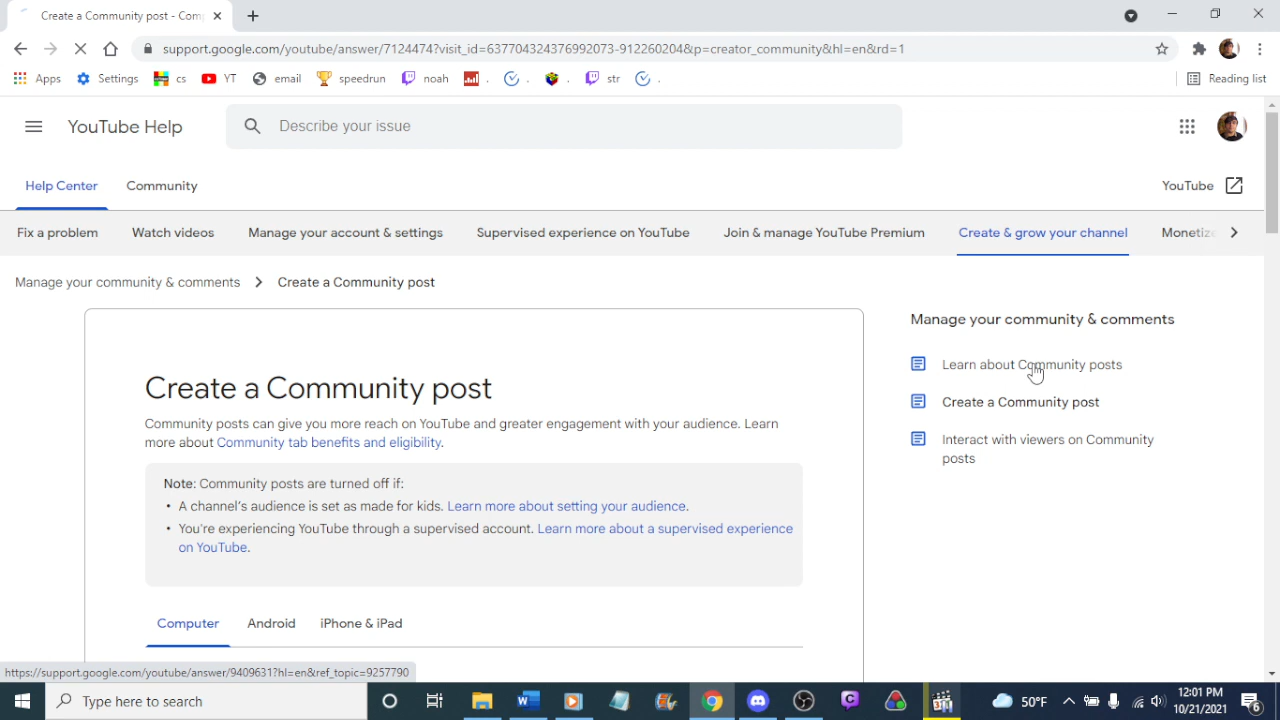 Create a Community post - Com
support.google.com/youtube/answer/7124474?visit_id=637704324376992073-912260204&p=creator_community&hl=en&rd=1
Apps Settings cs YT email speedrun noah . . . str . Reading list
YouTube Help Describe your issue
Help Center Community YouTube
Fix a problem Watch videos Manage your account & settings Supervised experience on YouTube Join & manage YouTube Premium Create & grow your channel Monetize
Manage your community & comments > Create a Community post
Create a Community post
Community posts can give you more reach on YouTube and greater engagement with your audience. Learn
more about Community tab benefits and eligibility.
Note: Community posts are turned off if:
• A channel's audience is set as made for kids. Learn more about setting your audience.
• You're experiencing YouTube through a supervised account. Learn more about a supervised experience
on YouTube.
Computer Android iPhone & iPad
Manage your community & comments
Learn about Community posts
Create a Community post
Interact with viewers on Community
posts
https://support.google.com/youtube/answer/9409631?hl=en&ref_topic=9257790
Type here to search
50°F
12:01 PM
10/21/2021
6